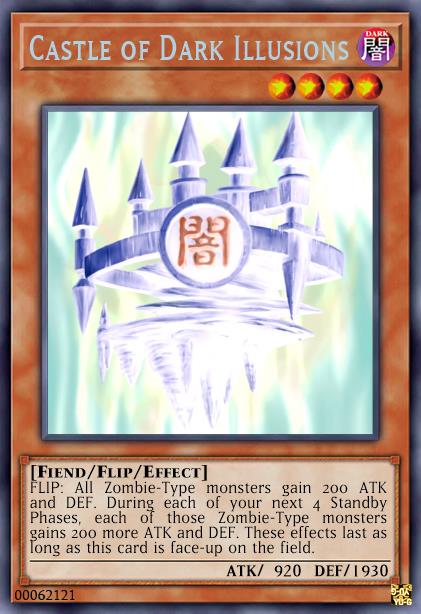 CASTLE OF DARK ILLUSIONS
DARK
闇
闇
[FIEND/FLIP/EFFECT]
FLIP: All Zombie-Type monsters gain 200 ATK
and DEF. During each of your next 4 Standby
Phases, each of those Zombie-Type monsters
gains 200 more ATK and DEF. These effects last as
long as this card is face-up on the field.
ATK/ 920 DEF/1930
00062121